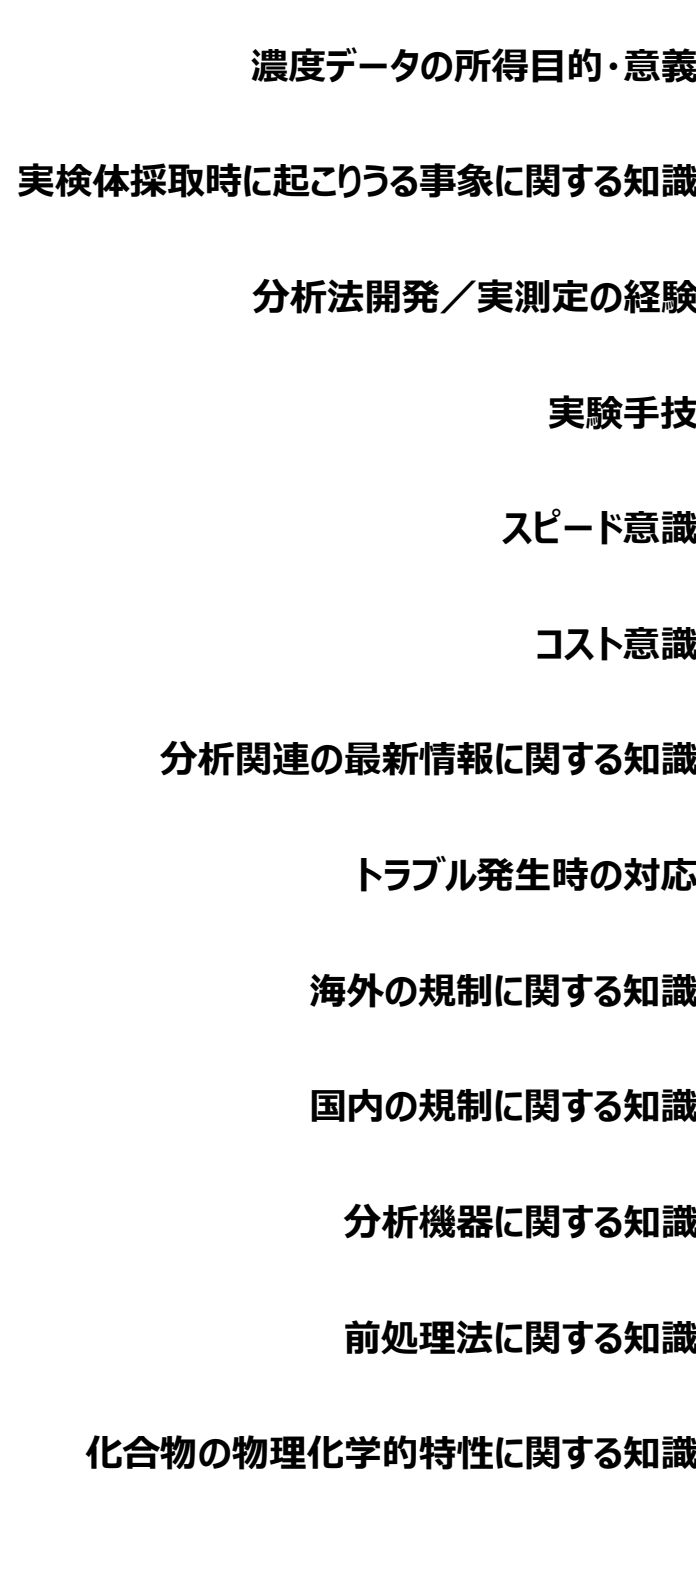 濃度データの所得目的・意義
実検体採取時に起こりうる事象に関する知識
分析法開発／実測定の経験
実験手技
スピード意識
コスト意識
分析関連の最新情報に関する知識
トラブル発生時の対応
海外の規制に関する知識
国内の規制に関する知識
分析機器に関する知識
前処理法に関する知識
化合物の物理化学的特性に関する知識